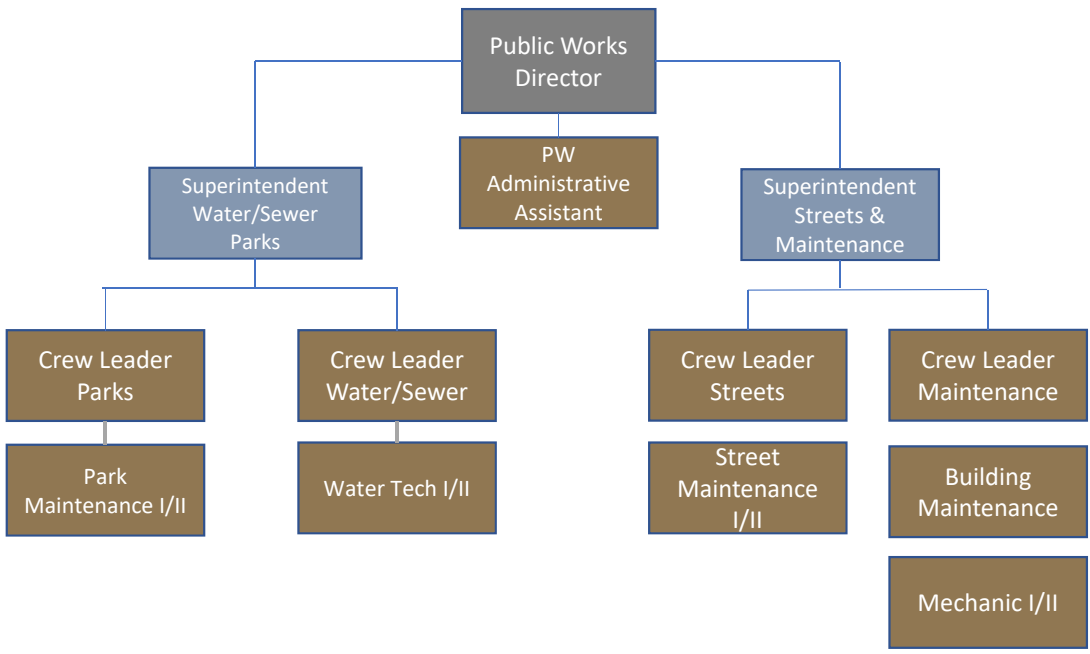 Public Works
Director
PW
Administrative
Assistant
Superintendent
Water/Sewer
Parks
Superintendent
Streets &
Maintenance
Crew Leader
Parks
Crew Leader
Water/Sewer
Crew Leader
Streets
Crew Leader
Maintenance
Park
Maintenance I/II
Water Tech I/II
Street
Maintenance
I/II
Building
Maintenance
Mechanic I/II